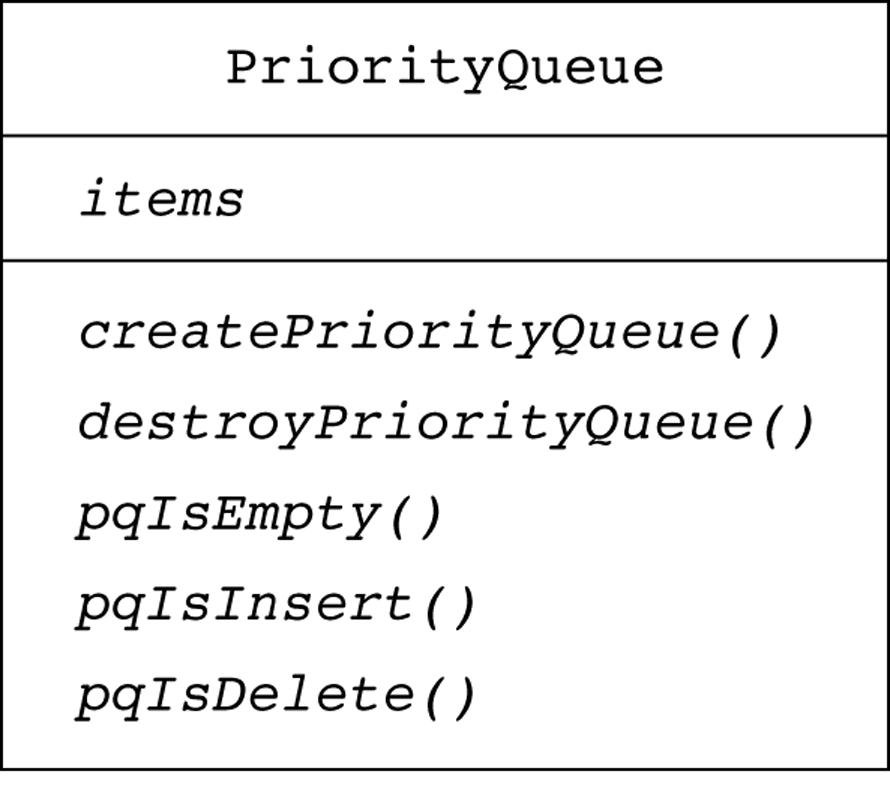 PriorityQueue
items
createPriorityQueue()
destroyPriorityQueue()
pqIsEmpty()
pqIsInsert()
pqIsDelete()